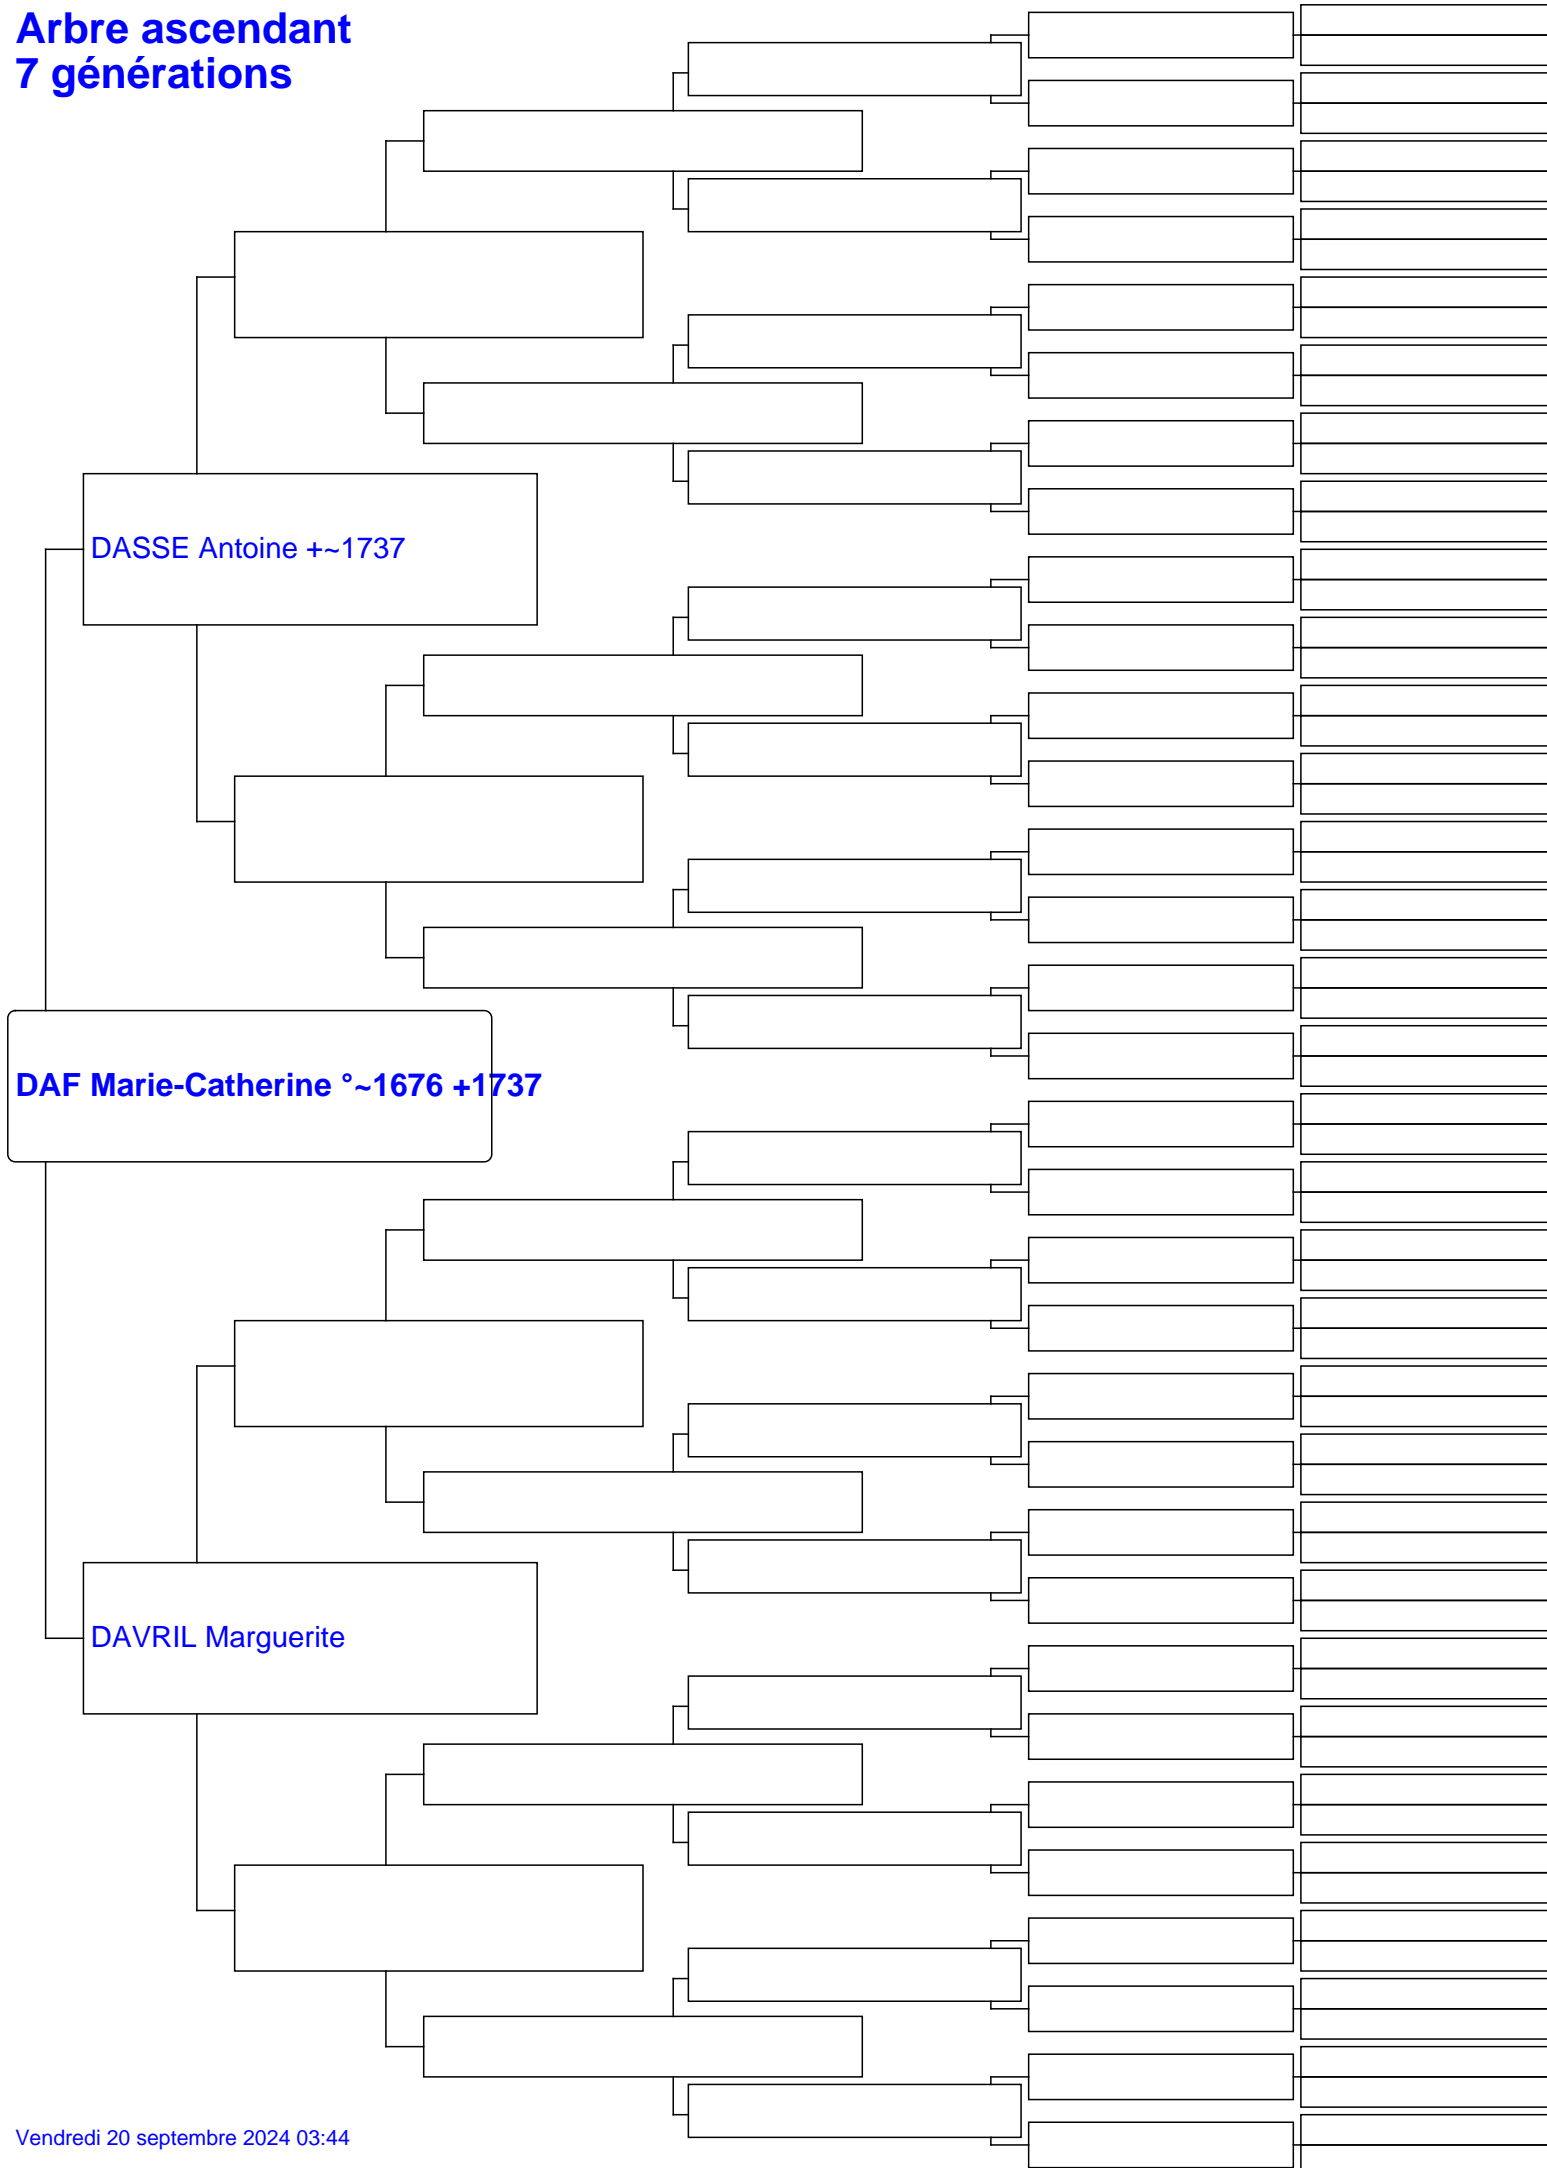 Arbre ascendant
7 générations
DASSE Antoine +~1737
DAF Marie-Catherine °~1676 +1737
DAVRIL Marguerite
Vendredi 20 septembre 2024 03:44